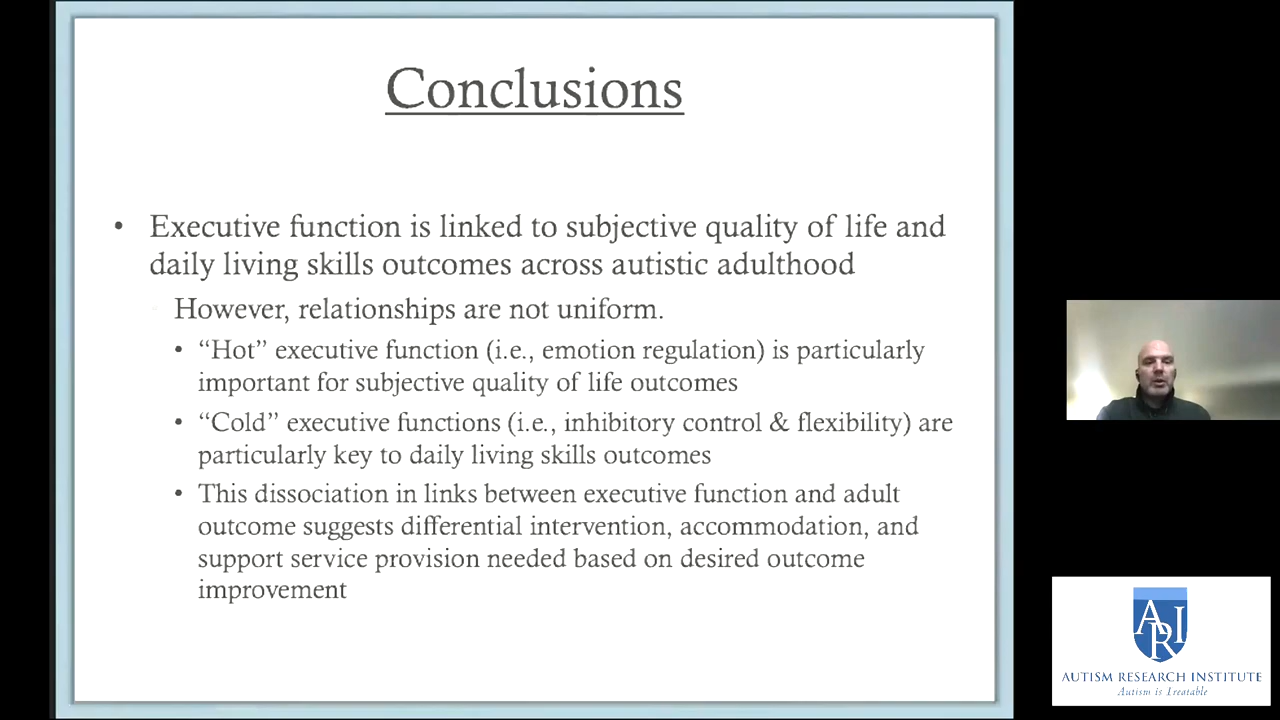 Conclusions
• Executive function is linked to subjective quality of life and
daily living skills outcomes across autistic adulthood
However, relationships are not uniform.
• “Hot” executive function (i.e., emotion regulation) is particularly
important for subjective quality of life outcomes
• “Cold” executive functions (i.e., inhibitory control & flexibility) are
particularly key to daily living skills outcomes
• This dissociation in links between executive function and adult
outcome suggests differential intervention, accommodation, and
support service provision needed based on desired outcome
improvement
ARI
AUTISM RESEARCH INSTITUTE
Autism is Treatable